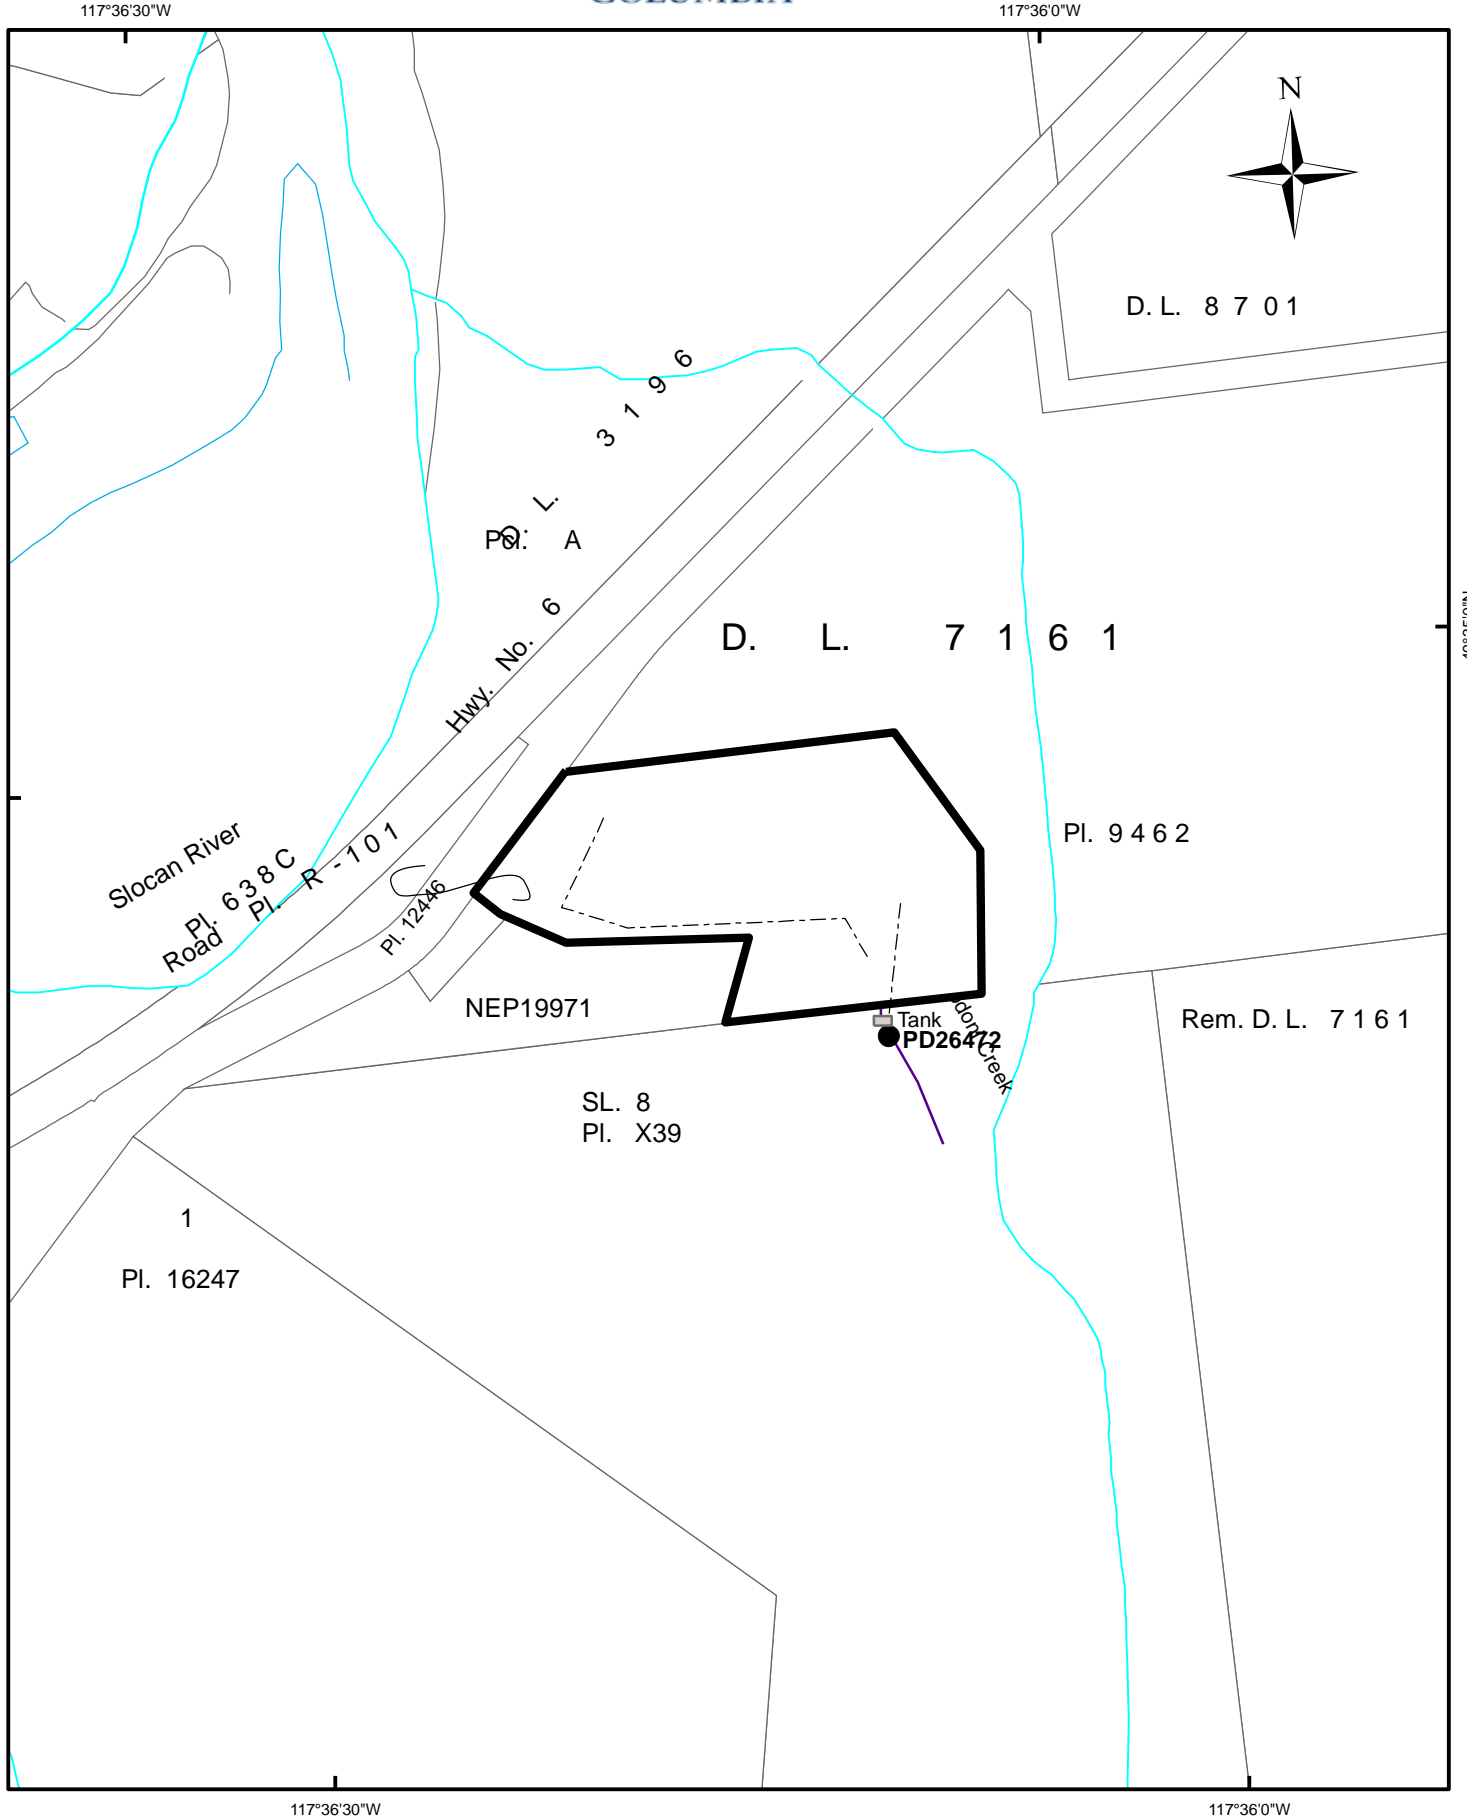 117°36'30"W
117°36'0"W
N
D. L. 8 7 0 1
D. L. 3 1 9 6
Pcl. A
Hwy. No. 6
D. L. 7 1 6 1
Pl. 9 4 6 2
Slocan River
Pl. 6 3 8 C
Pl. R - 1 0 1
Road
Pl. 12446
NEP19971
Tank
PD26472
Creek
Rem. D. L. 7 1 6 1
SL. 8
Pl. X39
1
Pl. 16247
117°36'30"W
117°36'0"W